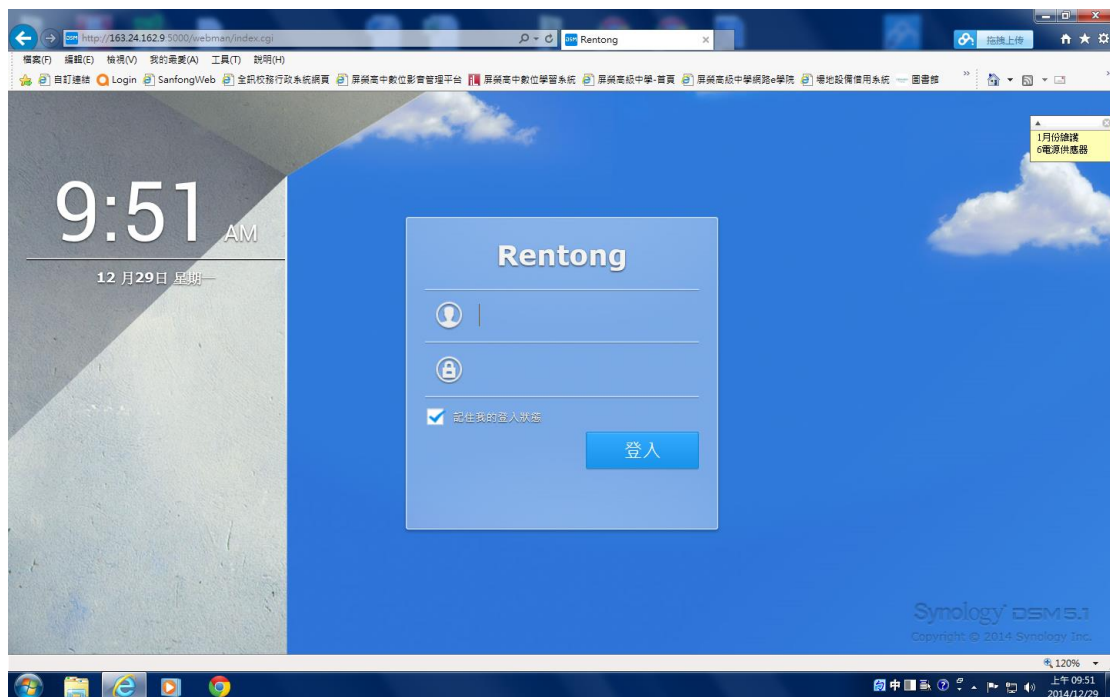 http://163.24.162.9:5000/webman/index.cgi
DSM Rentong
拖拽上传
檔案(F) 編輯(E) 檢視(V) 我的最愛(A) 工具(T) 說明(H)
自訂連結 Login SanfongWeb 全訊校務行政系統網頁 屏榮高中數位影音管理平台 屏榮高中數位學習系統 屏榮高級中學-首頁 屏榮高級中學網路e學院 場地設備借用系統 圖書館
1月份維護
6電源供應器
9:51 AM
12 月29日 星期一
Rentong
記住我的登入狀態
登入
Synology DSM 5.1
Copyright © 2014 Synology Inc.
120%
中
上午 09:51
2014/12/29